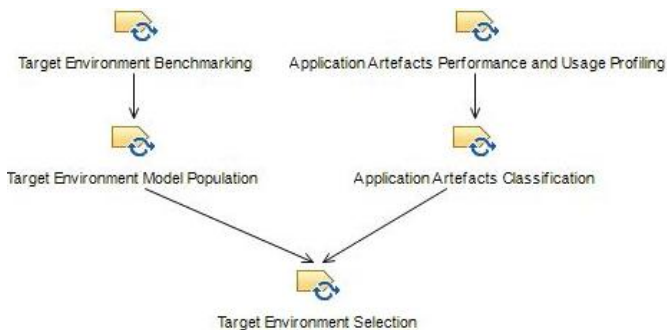 Target Environment Benchmarking
Application Artefacts Performance and Usage Profiling
Target Environment Model Population
Application Artefacts Classification
Target Environment Selection